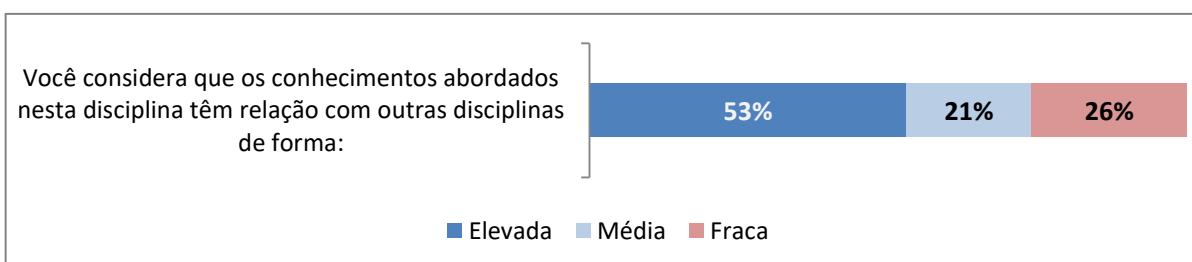 Você considera que os conhecimentos abordados
nesta disciplina têm relação com outras disciplinas
de forma:
53% 21% 26%
Elevada Média Fraca